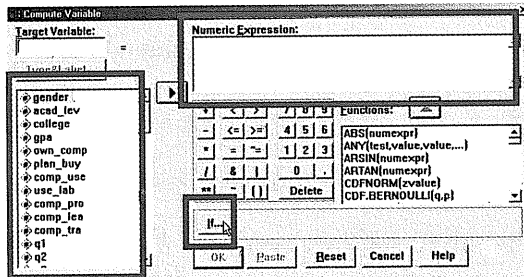 Compute Variable
Target Variable:
=
Numeric Expression:
Type&Label...
gender
acad_lev
college
gpa
own_comp
plan_buy
comp_use
use_lab
comp_pro
comp_lea
comp_tra
q1
q2
+ < > 7 8 9
- <= >= 4 5 6
* = ~= 1 2 3
/ & | 0 .
** ~ () Delete
Functions:
ABS(numexpr)
ANY(test,value,value,...)
ARSIN(numexpr)
ARTAN(numexpr)
CDFNORM(zvalue)
CDF.BERNOULLI(q,p)
If...
OK Paste Reset Cancel Help